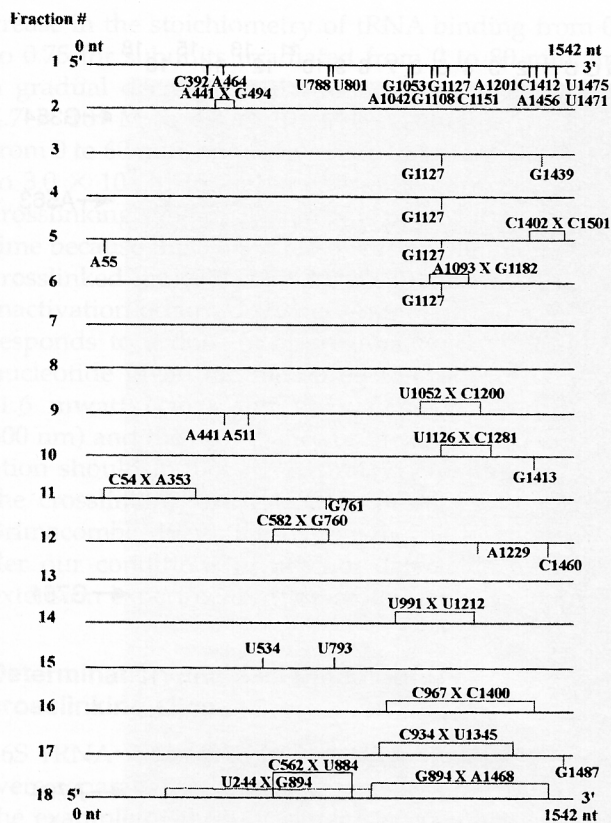 Fraction #
0 nt 1542 nt
1 5' 3'
C392 A464 U788 U801 G1053 G1127 A1201 C1412 U1475
A441 X G494 A1042 G1108 C1151 A1456 U1471
2
3
G1127 G1439
4
G1127 C1402 X C1501
5
A55 A1093 X G1182
6
G1127
7
8
9 U1052 X C1200
A441 A511
10 U1126 X C1281
C54 X A353 G1413
11
G761
12 C582 X G760
A1229
13 C1460
14 U991 X U1212
U534 U793
15
16 C967 X C1400
17 C934 X U1345
C562 X U884 G1487
U244 X G894 G894 X A1468
18 5' 3'
0 nt 1542 nt